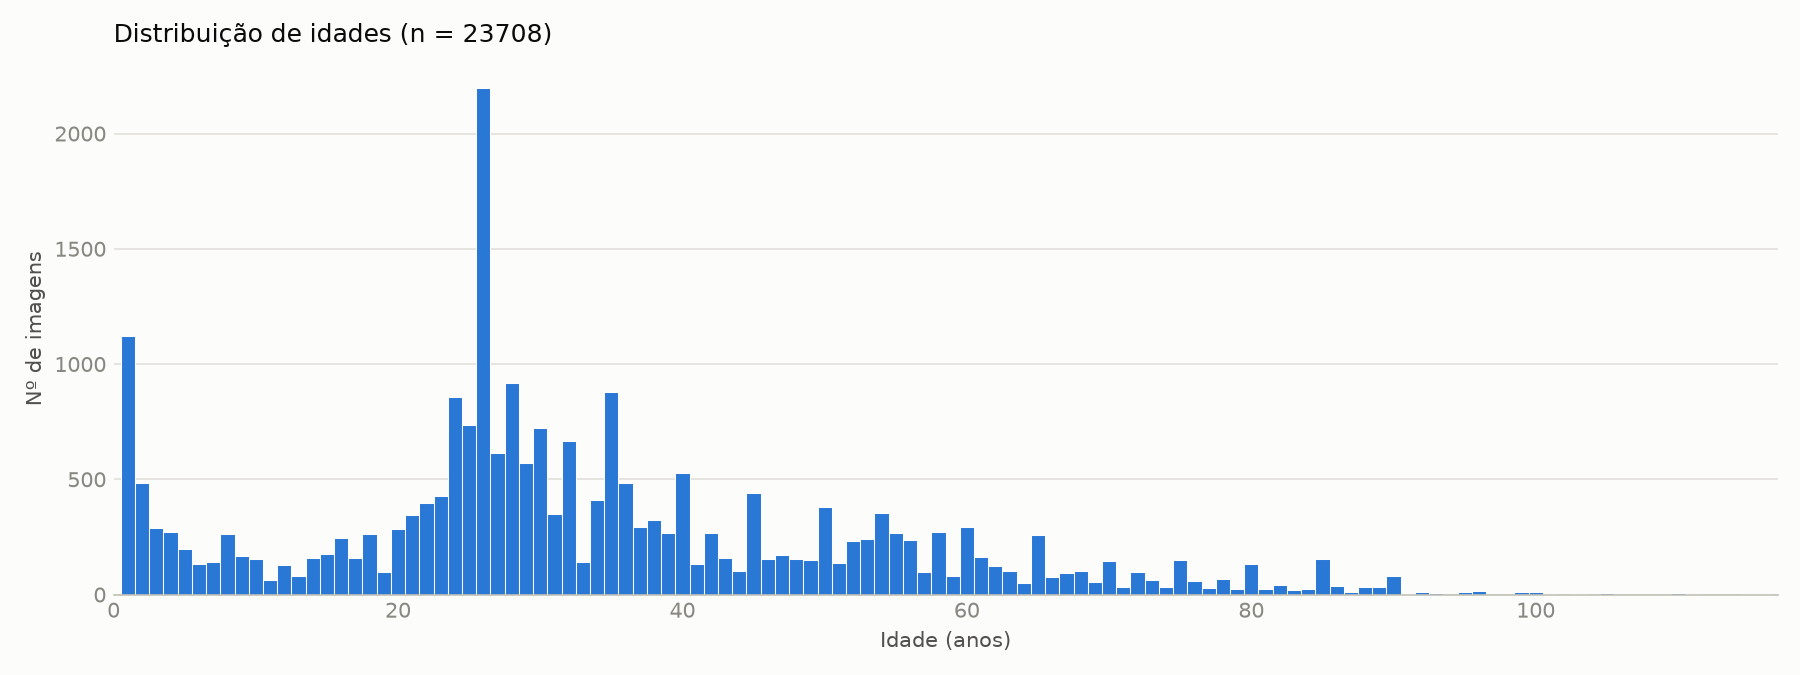 Distribuição de idades (n = 23708)
2000
1500
1000
500
0
Nº de imagens
0 20 40 60 80 100
Idade (anos)